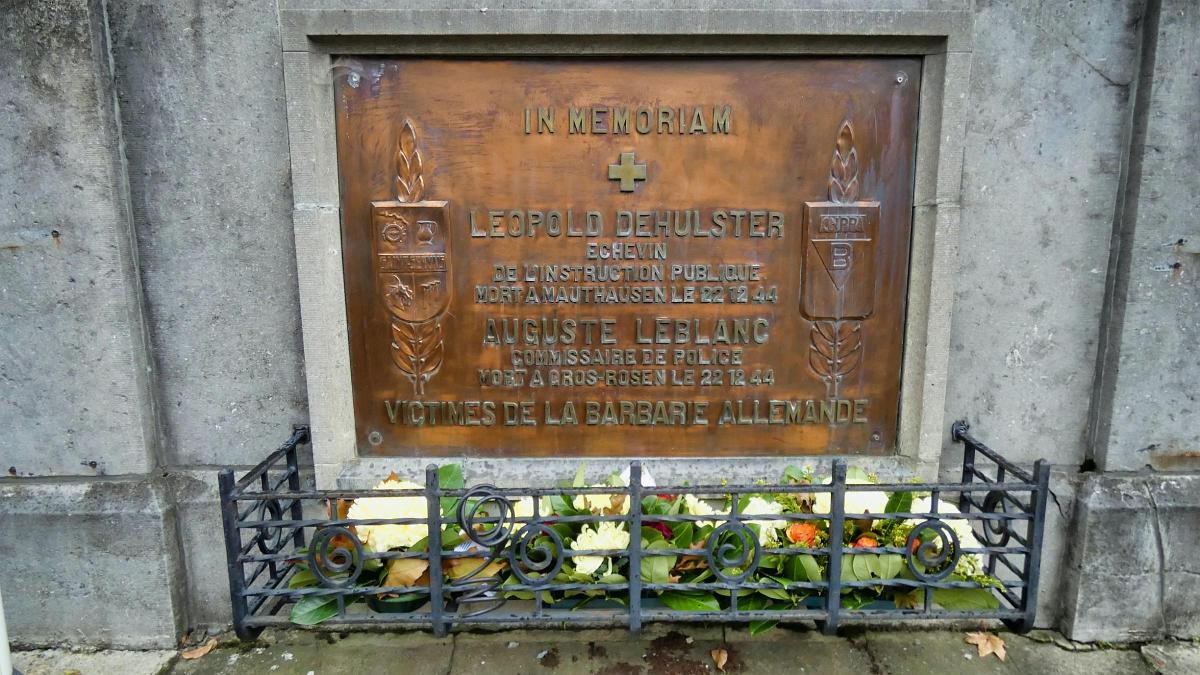 IN MEMORIAM
LEOPOLD DEHULSTER
ECHEVIN
DE L'INSTRUCTION PUBLIQUE
MORT A MAUTHAUSEN LE 22 12 44
AUGUSTE LEBLANC
COMMISSAIRE DE POLICE
MORT A GROS-ROSEN LE 22 12 44
VICTIMES DE LA BARBARIE ALLEMANDE
B